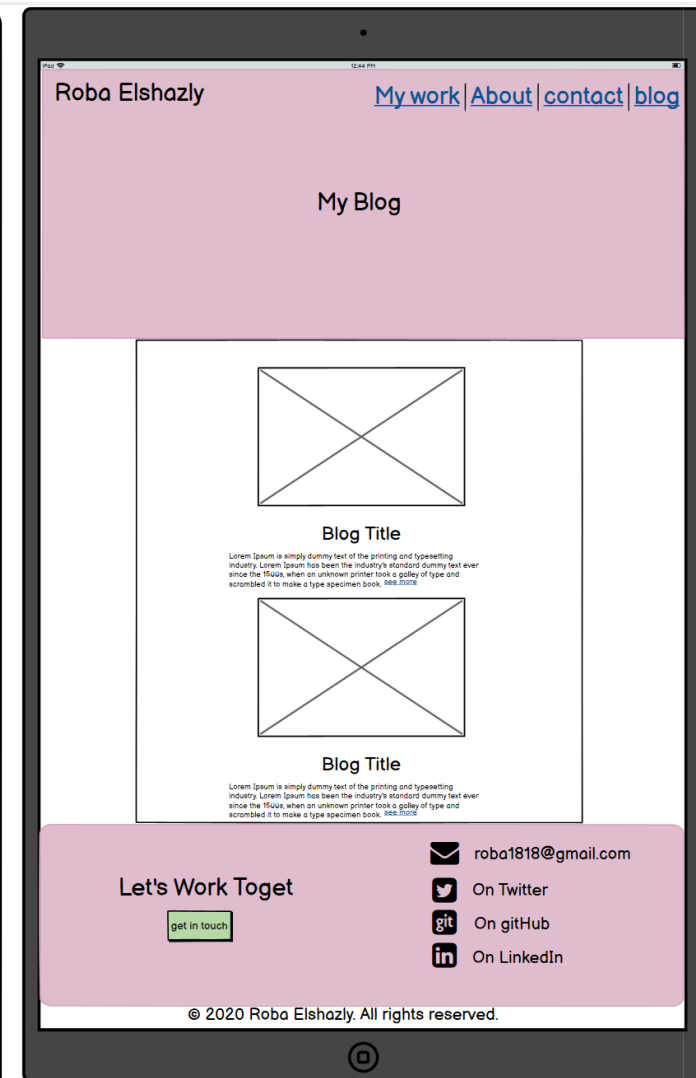 iPad 12:44 PM
Roba Elshazly
My work About contact blog
My Blog
Blog Title
Lorem Ipsum is simply dummy text of the printing and typesetting
industry. Lorem Ipsum has been the industry's standard dummy text ever
since the 1500s, when an unknown printer took a galley of type and
scrambled it to make a type specimen book. see more
Blog Title
Lorem Ipsum is simply dummy text of the printing and typesetting
industry. Lorem Ipsum has been the industry's standard dummy text ever
since the 1500s, when an unknown printer took a galley of type and
scrambled it to make a type specimen book. see more
Let's Work Toget
get in touch
roba1818@gmail.com
On Twitter
git On gitHub
in On LinkedIn
© 2020 Roba Elshazly. All rights reserved.